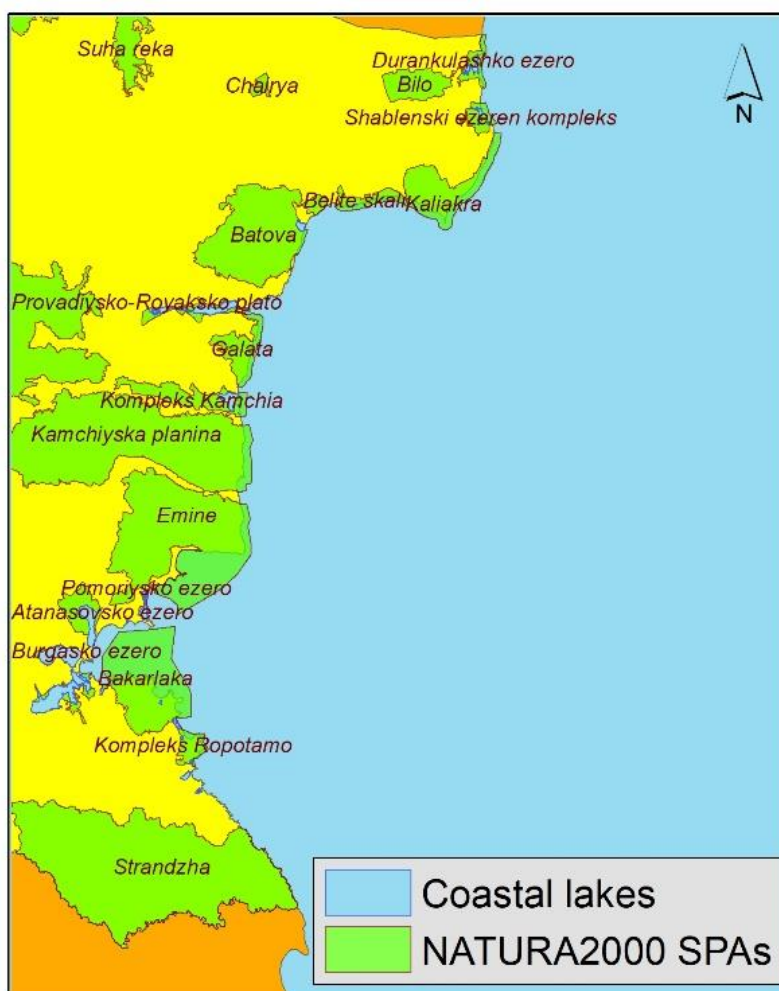 Suha reka
Durankulashko ezero
Chairya
Bilo
N
Shablenski ezeren kompleks
Belite skali
Kaliakra
Batova
Provadiysko-Royaksko plato
Galata
Kompleks Kamchia
Kamchiyska planina
Emine
Pomoriysko ezero
Atanasovsko ezero
Burgasko ezero
Bakarlaka
Kompleks Ropotamo
Strandzha
Coastal lakes
NATURA2000 SPAs